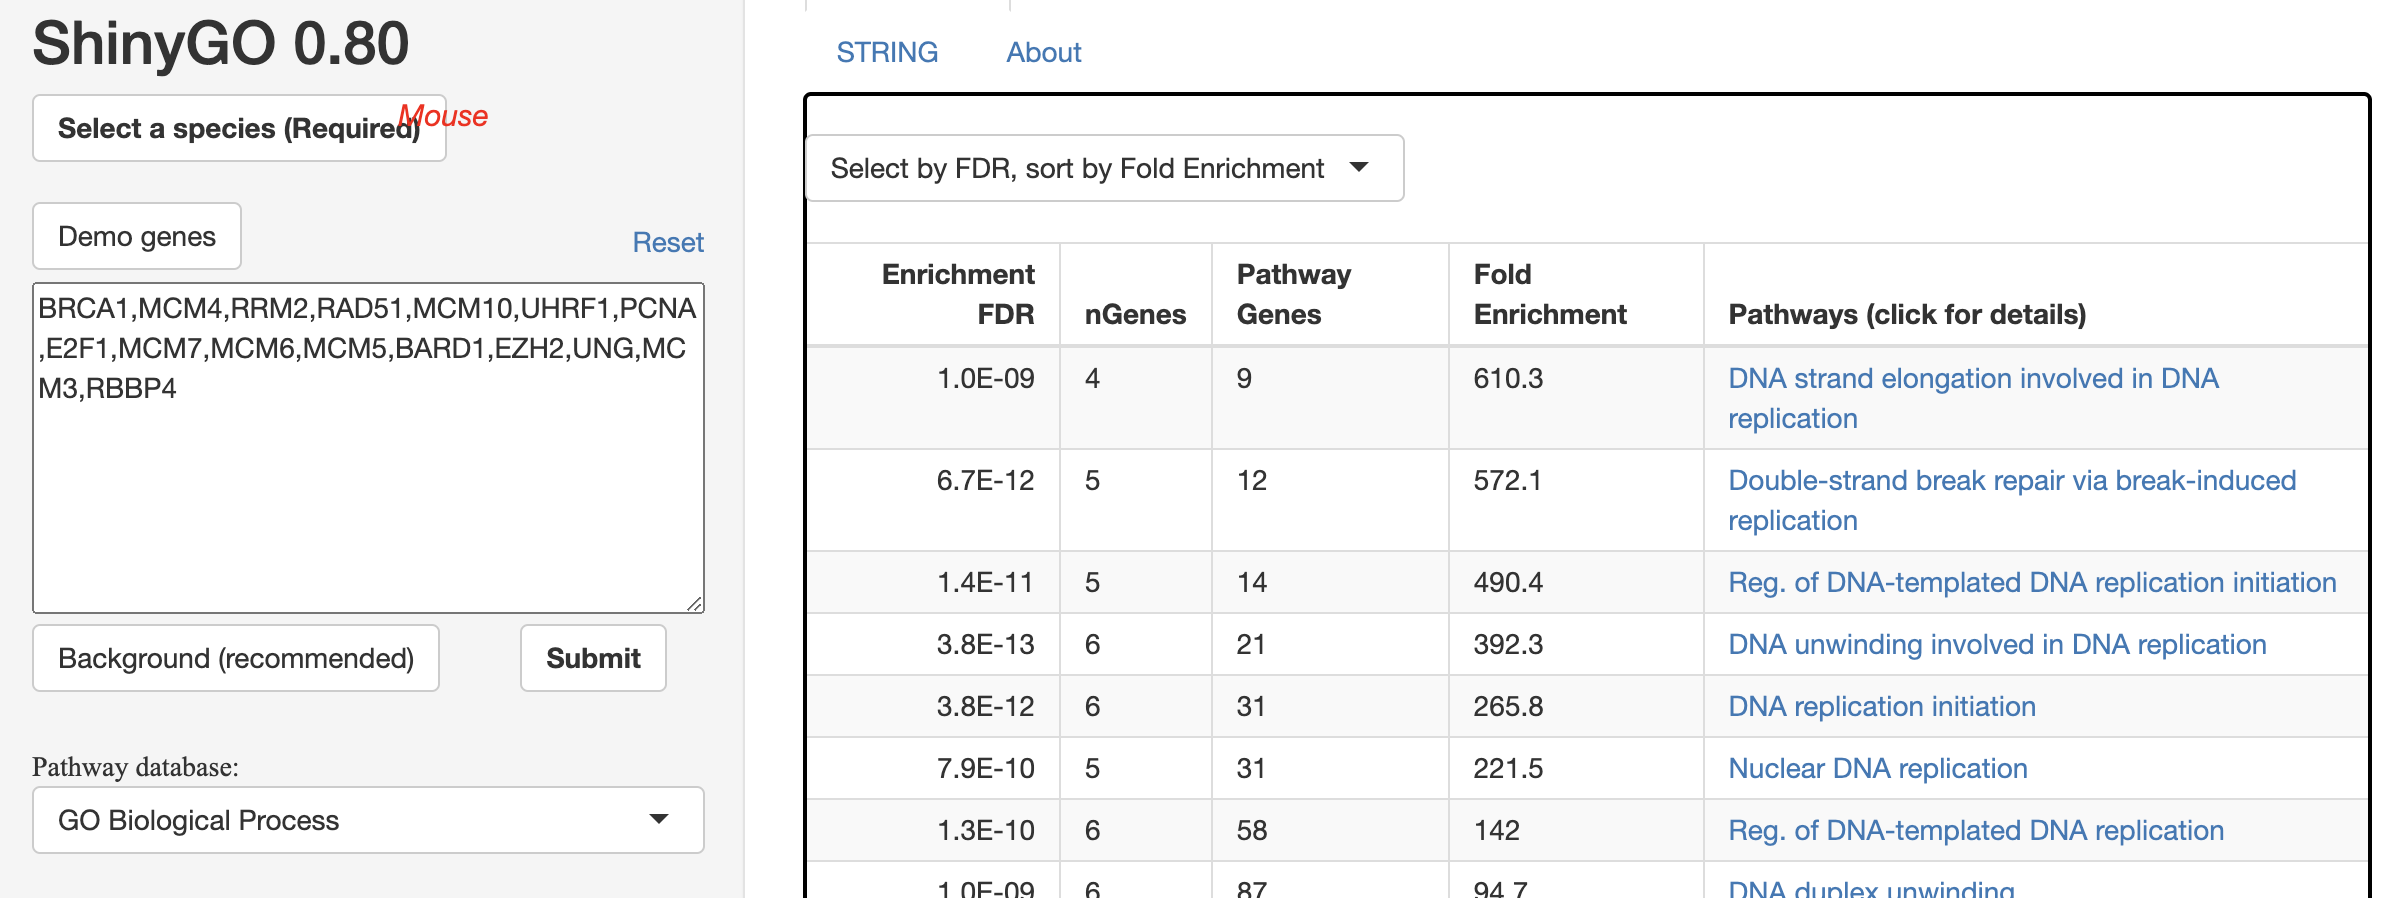 ShinyGO 0.80
Select a species (Required)
Mouse
Demo genes
Reset
BRCA1,MCM4,RRM2,RAD51,MCM10,UHRF1,PCNA
,E2F1,MCM7,MCM6,MCM5,BARD1,EZH2,UNG,MC
M3,RBBP4
Background (recommended)
Submit
Pathway database:
GO Biological Process
STRING About
Select by FDR, sort by Fold Enrichment
Enrichment FDR nGenes Pathway Genes Fold Enrichment Pathways (click for details)
1.0E-09 4 9 610.3 DNA strand elongation involved in DNA
replication
6.7E-12 5 12 572.1 Double-strand break repair via break-induced
replication
1.4E-11 5 14 490.4 Reg. of DNA-templated DNA replication initiation
3.8E-13 6 21 392.3 DNA unwinding involved in DNA replication
3.8E-12 6 31 265.8 DNA replication initiation
7.9E-10 5 31 221.5 Nuclear DNA replication
1.3E-10 6 58 142 Reg. of DNA-templated DNA replication
1.0E-09 6 87 94.7 DNA duplex unwinding